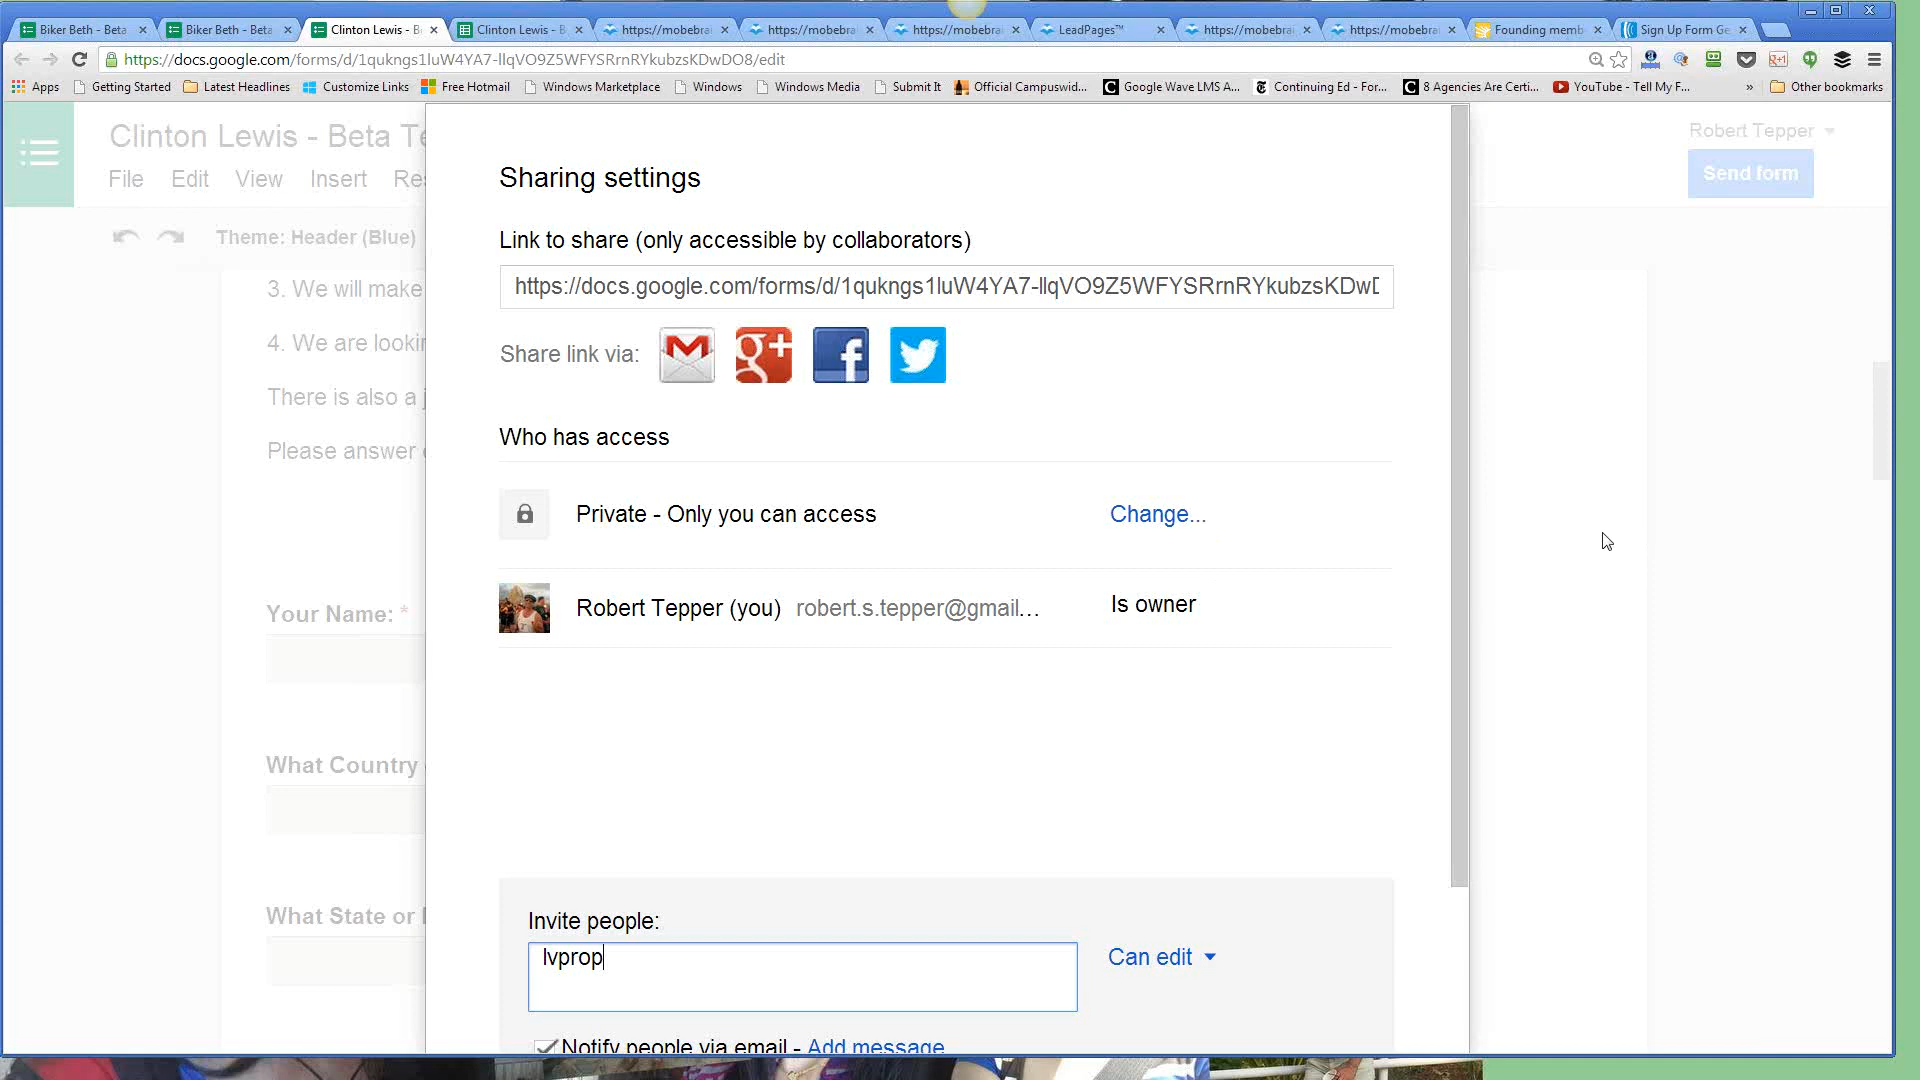 Biker Beth - Beta
Biker Beth - Beta
Clinton Lewis - B
Clinton Lewis - B
https://mobebrai
https://mobebrai
https://mobebrai
LeadPages™
https://mobebrai
https://mobebrai
Founding memb
Sign Up Form Ge
https://docs.google.com/forms/d/1qukngs1luW4YA7-llqVO9Z5WFYSRrnRYkubzsKDwDO8/edit
Apps
Getting Started
Latest Headlines
Customize Links
Free Hotmail
Windows Marketplace
Windows
Windows Media
Submit It
Official Campuswid...
Google Wave LMS A...
Continuing Ed - For...
8 Agencies Are Certi...
YouTube - Tell My F...
»
Other bookmarks
Clinton Lewis - Beta Te
Robert Tepper
File Edit View Insert Res
Send form
Theme: Header (Blue)
3. We will make
4. We are lookin
There is also a j
Please answer
Your Name: *
What Country
What State or
Sharing settings
Link to share (only accessible by collaborators)
https://docs.google.com/forms/d/1qukngs1luW4YA7-llqVO9Z5WFYSRrnRYkubzsKDwD
Share link via:
Who has access
Private - Only you can access
Change...
Robert Tepper (you) robert.s.tepper@gmail...
Is owner
Invite people:
lvprop
Can edit
Notify people via email - Add message